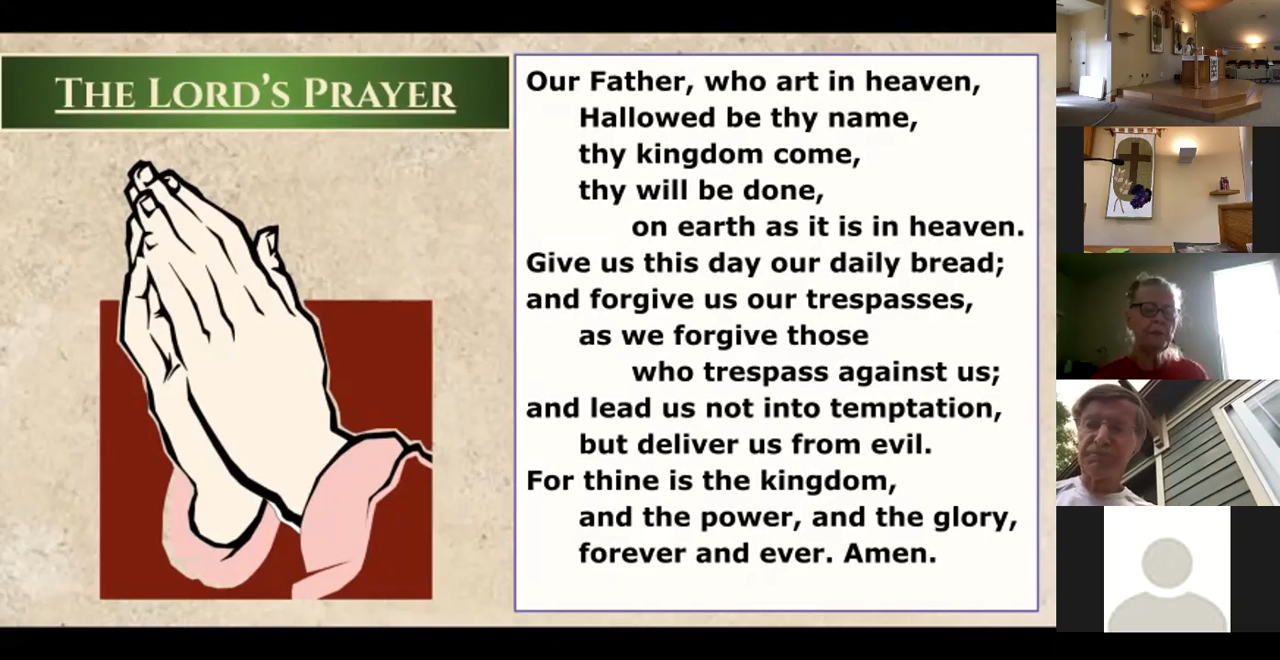 THE LORD'S PRAYER
Our Father, who art in heaven,
Hallowed be thy name,
thy kingdom come,
thy will be done,
on earth as it is in heaven.
Give us this day our daily bread;
and forgive us our trespasses,
as we forgive those
who trespass against us;
and lead us not into temptation,
but deliver us from evil.
For thine is the kingdom,
and the power, and the glory,
forever and ever. Amen.